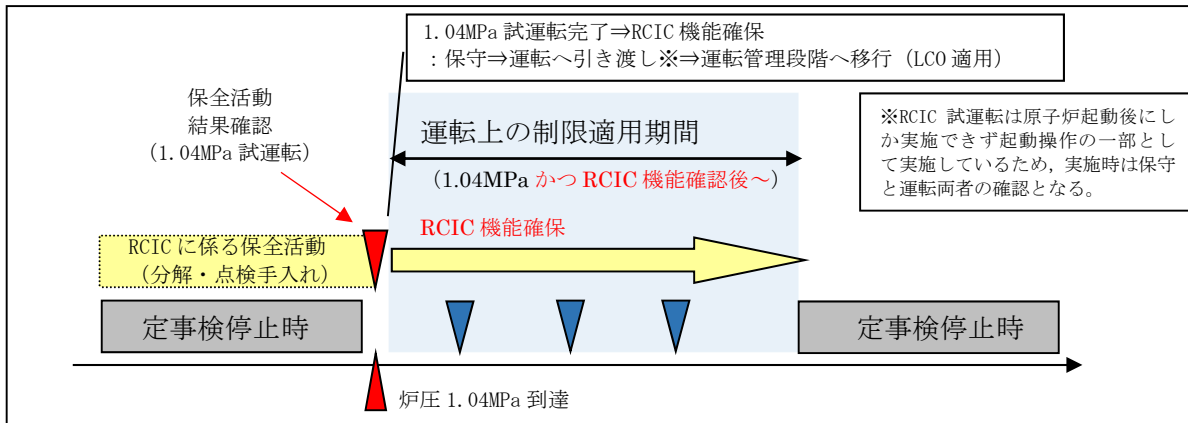 1.04MPa 試運転完了⇒RCIC 機能確保
：保守⇒運転へ引き渡し※⇒運転管理段階へ移行（LCO 適用）
保全活動
結果確認
（1.04MPa 試運転）
運転上の制限適用期間
（1.04MPa かつ RCIC 機能確認後～）
※RCIC 試運転は原子炉起動後にし
か実施できず起動操作の一部とし
て実施しているため，実施時は保守
と運転両者の確認となる。
RCIC 機能確保
RCIC に係る保全活動
（分解・点検手入れ）
定事検停止時
定事検停止時
炉圧 1.04MPa 到達